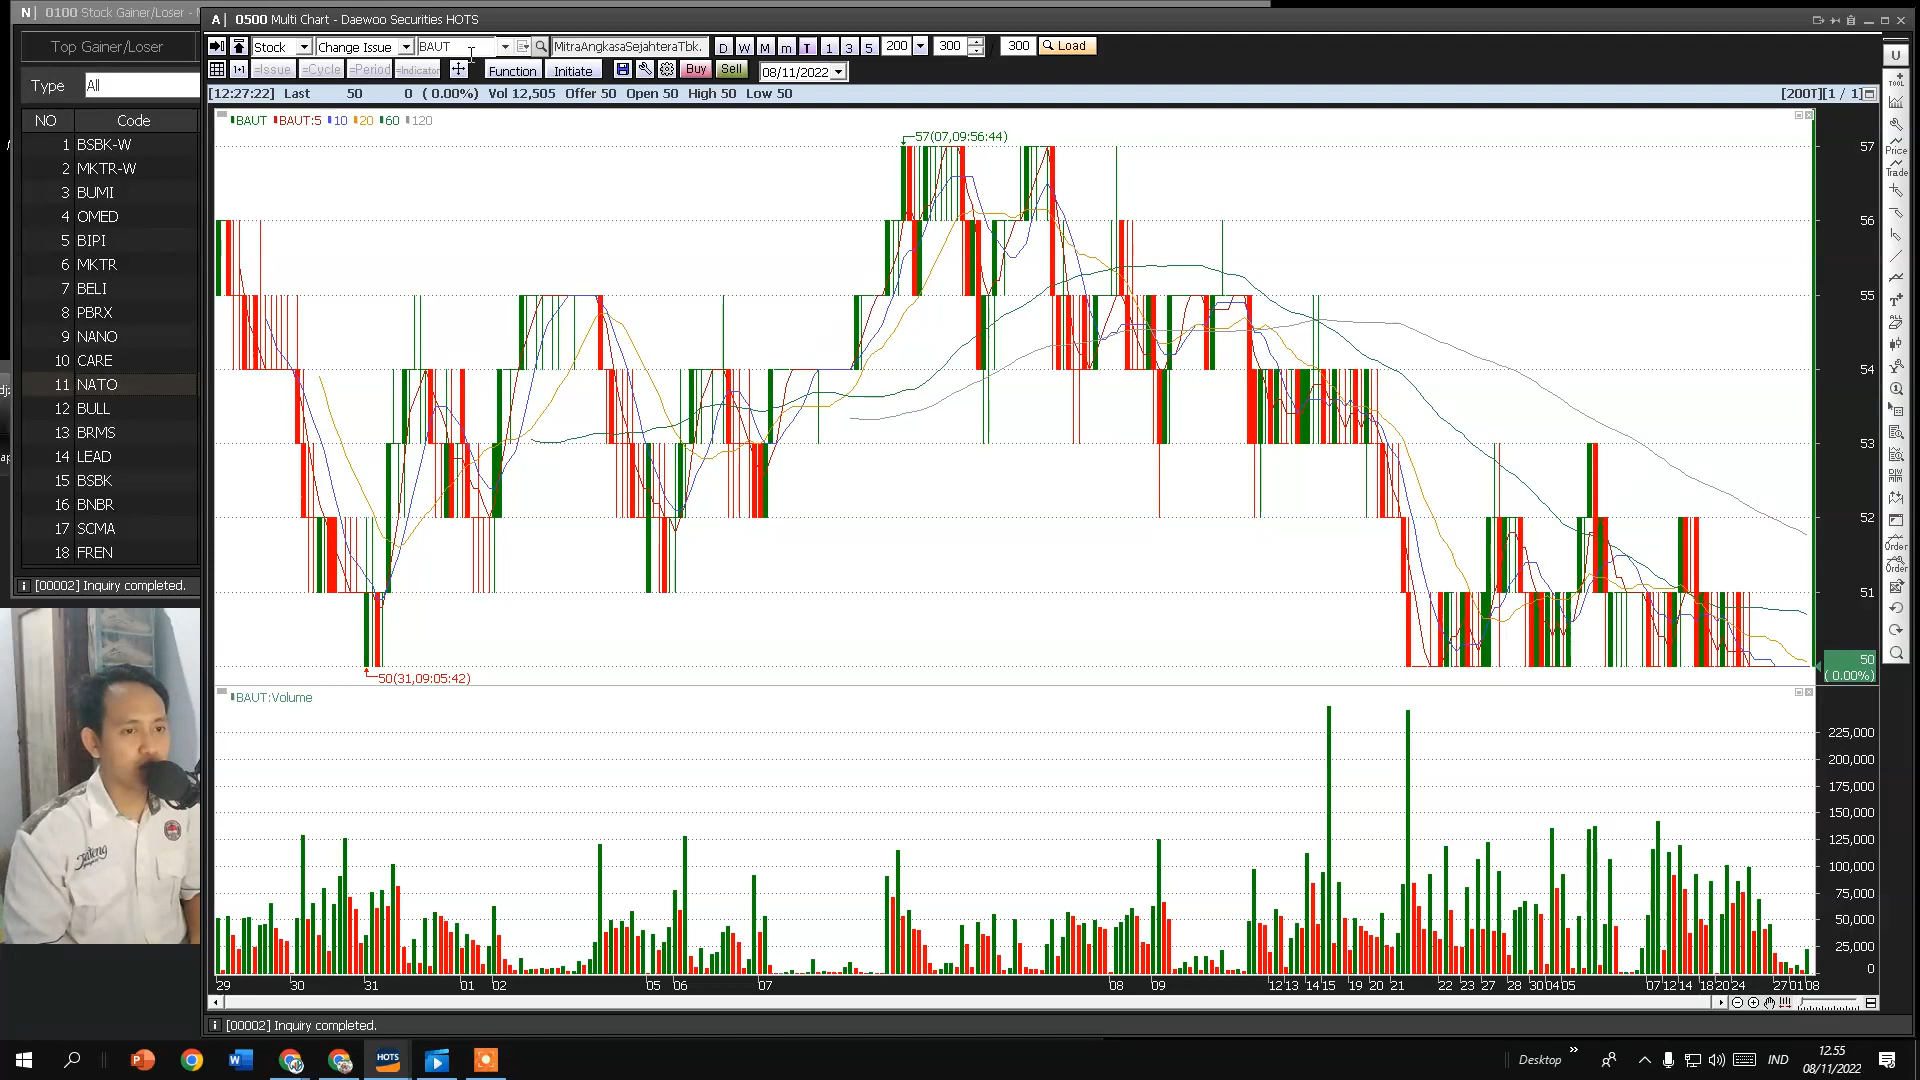 N| 0100 Stock Gainer/Loser -
A| 0500 Multi Chart - Daewoo Securities HOTS
Top Gainer/Loser
Type All
NO Code
1 BSBK-W
2 MKTR-W
3 BUMI
4 OMED
5 BIPI
6 MKTR
7 BELI
8 PBRX
9 NANO
10 CARE
11 NATO
12 BULL
13 BRMS
14 LEAD
15 BSBK
16 BNBR
17 SCMA
18 FREN
[00002] Inquiry completed.
Stock Change Issue BAUT MitraAngkasaSejahteraTbk. D W M m T 1 3 5 200 300 / 300 Load
=Issue =Cycle =Period =Indicator Function Initiate Buy Sell 08/11/2022
[12:27:22] Last 50 0 ( 0.00%) Vol 12,505 Offer 50 Open 50 High 50 Low 50 [200T][1 / 1]
BAUT BAUT:5 10 20 60 120
57(07,09:56:44)
57
56
55
54
53
52
51
50
( 0.00%)
50(31,09:05:42)
BAUT:Volume
225,000
200,000
175,000
150,000
125,000
100,000
75,000
50,000
25,000
0
29 30 31 01 02 05 06 07 08 09 12 13 14 15 19 20 21 22 23 27 28 30 04 05 07 12 14 18 20 24 27 01 08
[00002] Inquiry completed.
U
TOOL
Price
Trade
T
ALL
Order
Order
Jateng
HOTS
Desktop
IND
12.55
08/11/2022